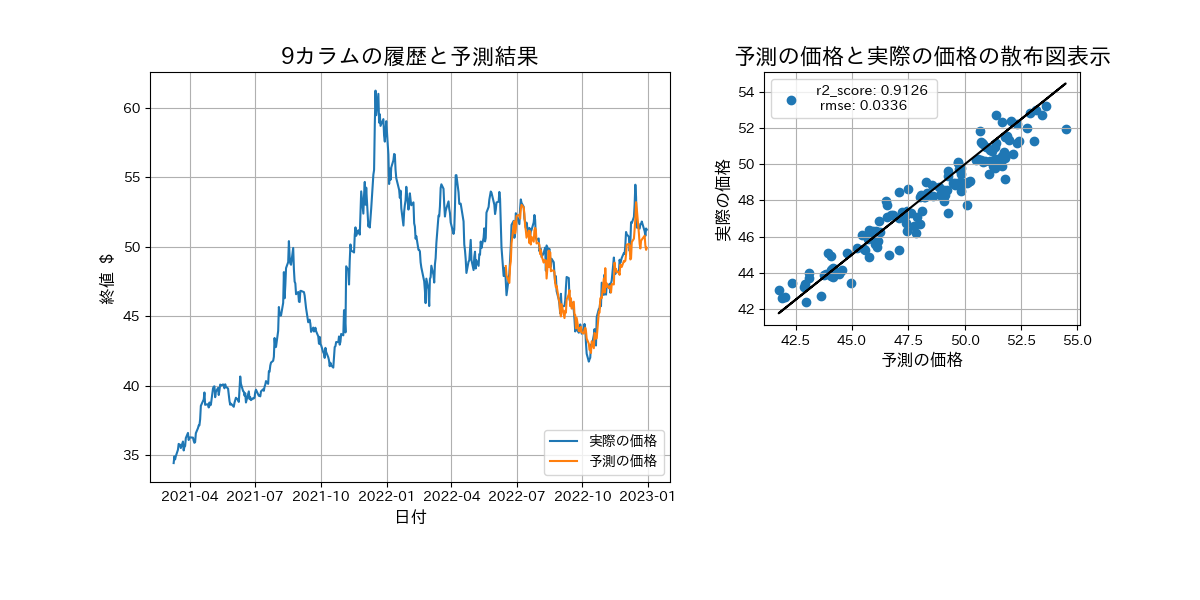 9カラムの履歴と予測結果
終値 $
60
55
50
45
40
35
2021-04 2021-07 2021-10 2022-01 2022-04 2022-07 2022-10 2023-01
日付
実際の価格
予測の価格
予測の価格と実際の価格の散布図表示
r2_score: 0.9126
rmse: 0.0336
実際の価格
54
52
50
48
46
44
42
42.5 45.0 47.5 50.0 52.5 55.0
予測の価格